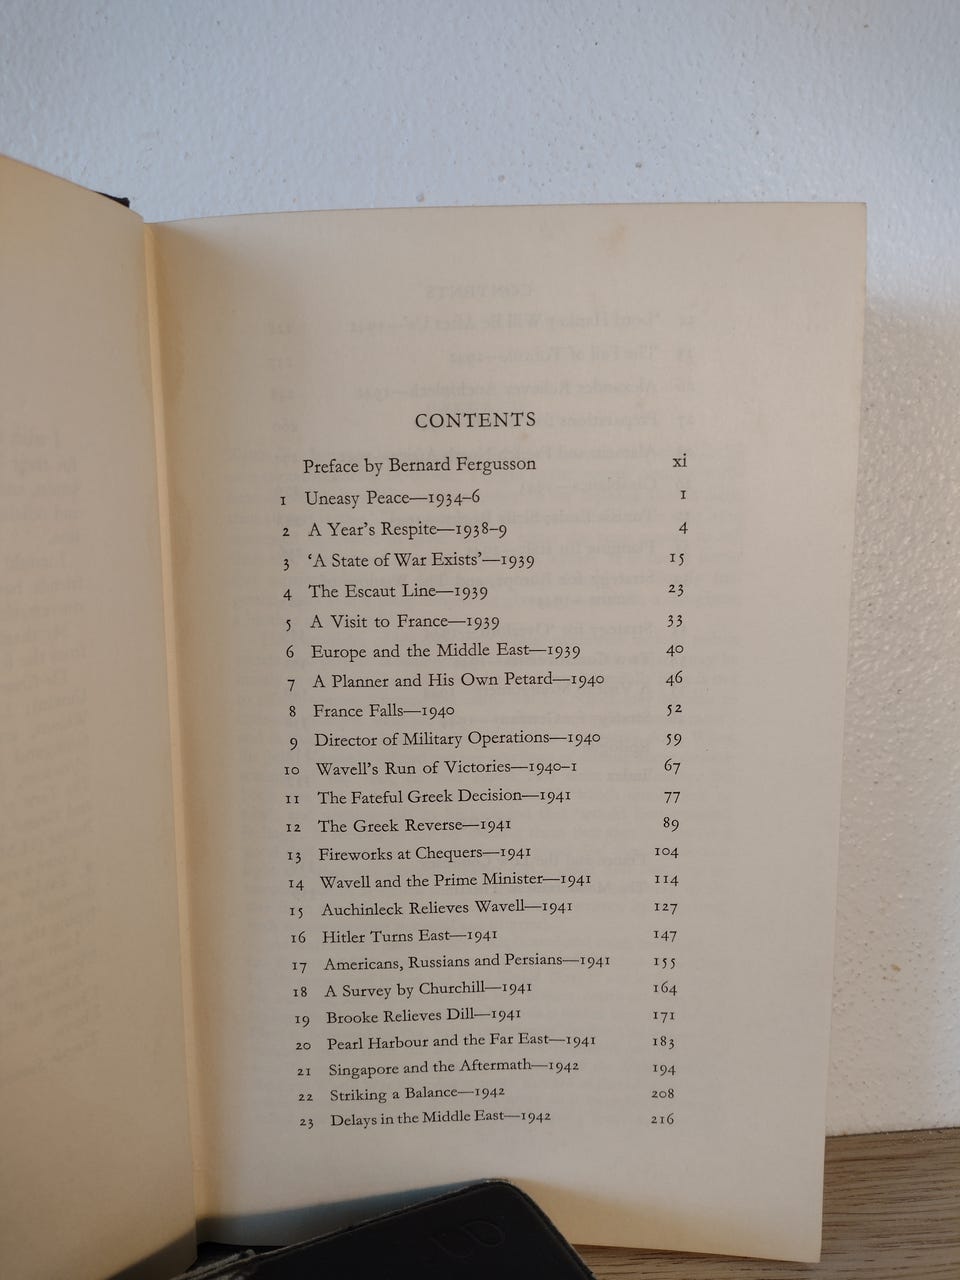 CONTENTS
Preface by Bernard Fergusson xi
1 Uneasy Peace—1934–6 1
2 A Year's Respite—1938–9 4
3 'A State of War Exists'—1939 15
4 The Escaut Line—1939 23
5 A Visit to France—1939 33
6 Europe and the Middle East—1939 40
7 A Planner and His Own Petard—1940 46
8 France Falls—1940 52
9 Director of Military Operations—1940 59
10 Wavell's Run of Victories—1940–1 67
11 The Fateful Greek Decision—1941 77
12 The Greek Reverse—1941 89
13 Fireworks at Chequers—1941 104
14 Wavell and the Prime Minister—1941 114
15 Auchinleck Relieves Wavell—1941 127
16 Hitler Turns East—1941 147
17 Americans, Russians and Persians—1941 155
18 A Survey by Churchill—1941 164
19 Brooke Relieves Dill—1941 171
20 Pearl Harbour and the Far East—1941 183
21 Singapore and the Aftermath—1942 194
22 Striking a Balance—1942 208
23 Delays in the Middle East—1942 216